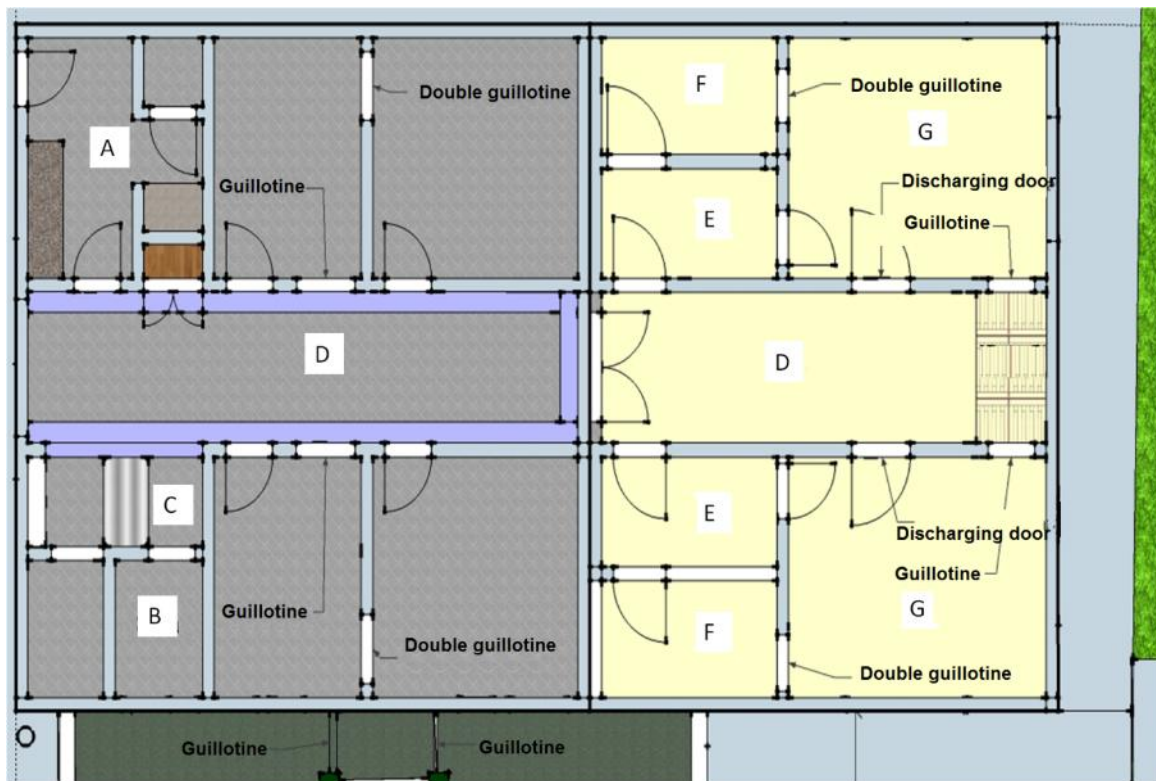 Double guillotine
F
Double guillotine
G
A
Guillotine
Discharging door
E
Guillotine
D
D
C
E
Discharging door
Guillotine
B
Guillotine
G
F
Double guillotine
Double guillotine
Guillotine
Guillotine